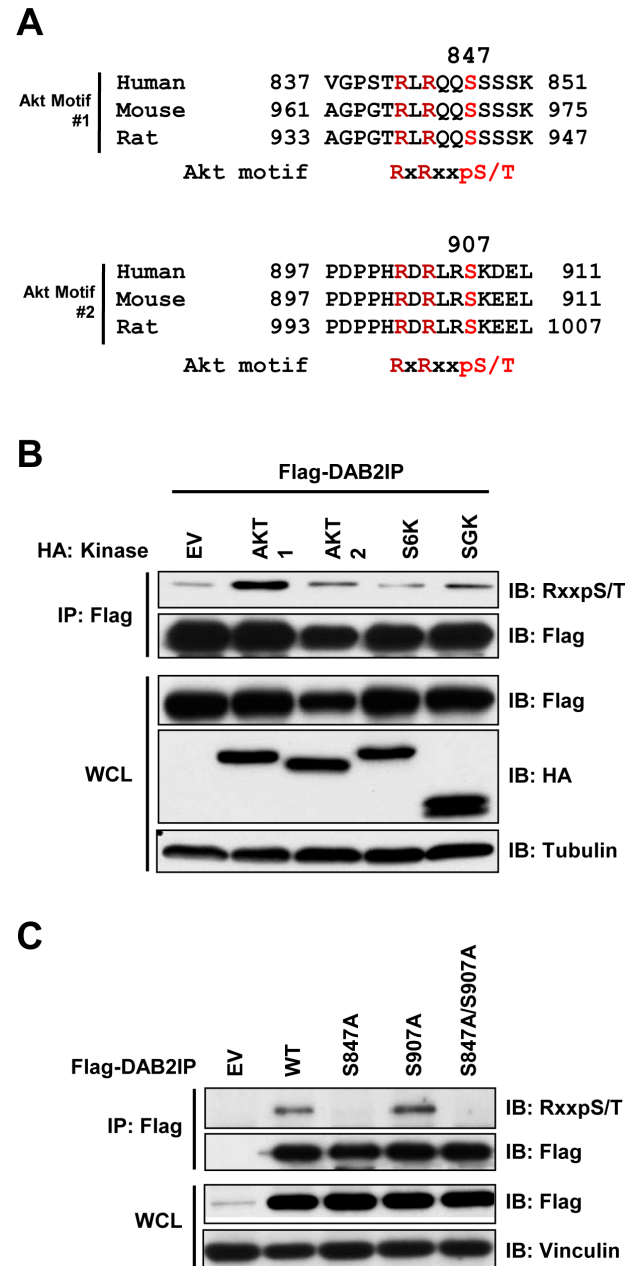 A
847
Akt Motif
#1
Human 837 VGPSTRLRQQSSSSK 851
Mouse 961 AGPGTRLRQQSSSSK 975
Rat 933 AGPGTRLRQQSSSSK 947
Akt motif RxRxxpS/T
907
Akt Motif
#2
Human 897 PDPPHRDRLRSKDEL 911
Mouse 897 PDPPHRDRLRSKEEL 911
Rat 993 PDPPHRDRLRSKEEL 1007
Akt motif RxRxxpS/T
B
Flag-DAB2IP
HA: Kinase EV AKT 1 AKT 2 S6K SGK
IP: Flag
IB: RxxpS/T
IB: Flag
WCL
IB: Flag
IB: HA
IB: Tubulin
C
Flag-DAB2IP EV WT S847A S907A S847A/S907A
IP: Flag
IB: RxxpS/T
IB: Flag
WCL
IB: Flag
IB: Vinculin